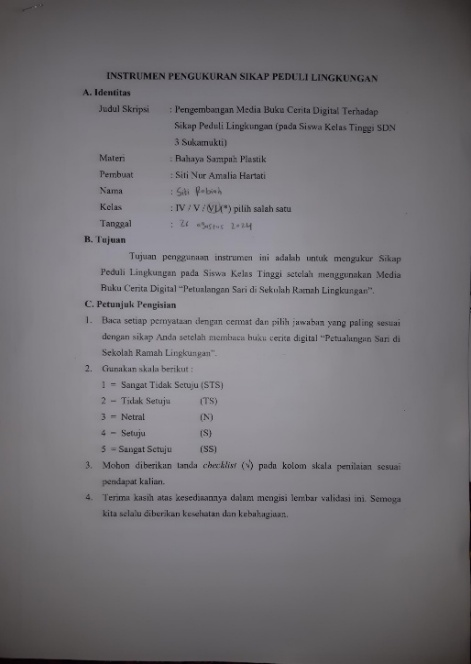 INSTRUMEN PENGUKURAN SIKAP PEDULI LINGKUNGAN
A. Identitas
Judul Skripsi : Pengembangan Media Buku Cerita Digital Terhadap
Sikap Peduli Lingkungan (pada Siswa Kelas Tinggi SDN
3 Sukamukti)
Materi : Bahaya Sampah Plastik
Pembuat : Siti Nur Amalia Hartati
Nama : Siti
Kelas : IV / V / (VI*) pilih salah satu
Tanggal : 2024
B. Tujuan
Tujuan penggunaan instrumen ini adalah untuk mengukur Sikap
Peduli Lingkungan pada Siswa Kelas Tinggi setelah menggunakan Media
Buku Cerita Digital "Petualangan Sari di Sekolah Ramah Lingkungan".
C. Petunjuk Pengisian
1. Baca setiap pernyataan dengan cermat dan pilih jawaban yang paling sesuai
dengan sikap Anda setelah membaca buku cerita digital "Petualangan Sari di
Sekolah Ramah Lingkungan".
2. Gunakan skala berikut :
1 = Sangat Tidak Setuju (STS)
2 = Tidak Setuju (TS)
3 = Netral (N)
4 = Setuju (S)
5 = Sangat Setuju (SS)
3. Mohon diberikan tanda checklist (√) pada kolom skala penilaian sesuai
pendapat kalian.
4. Terima kasih atas kesediaannya dalam mengisi lembar validasi ini. Semoga
kita selalu diberikan kesehatan dan kebahagiaan.